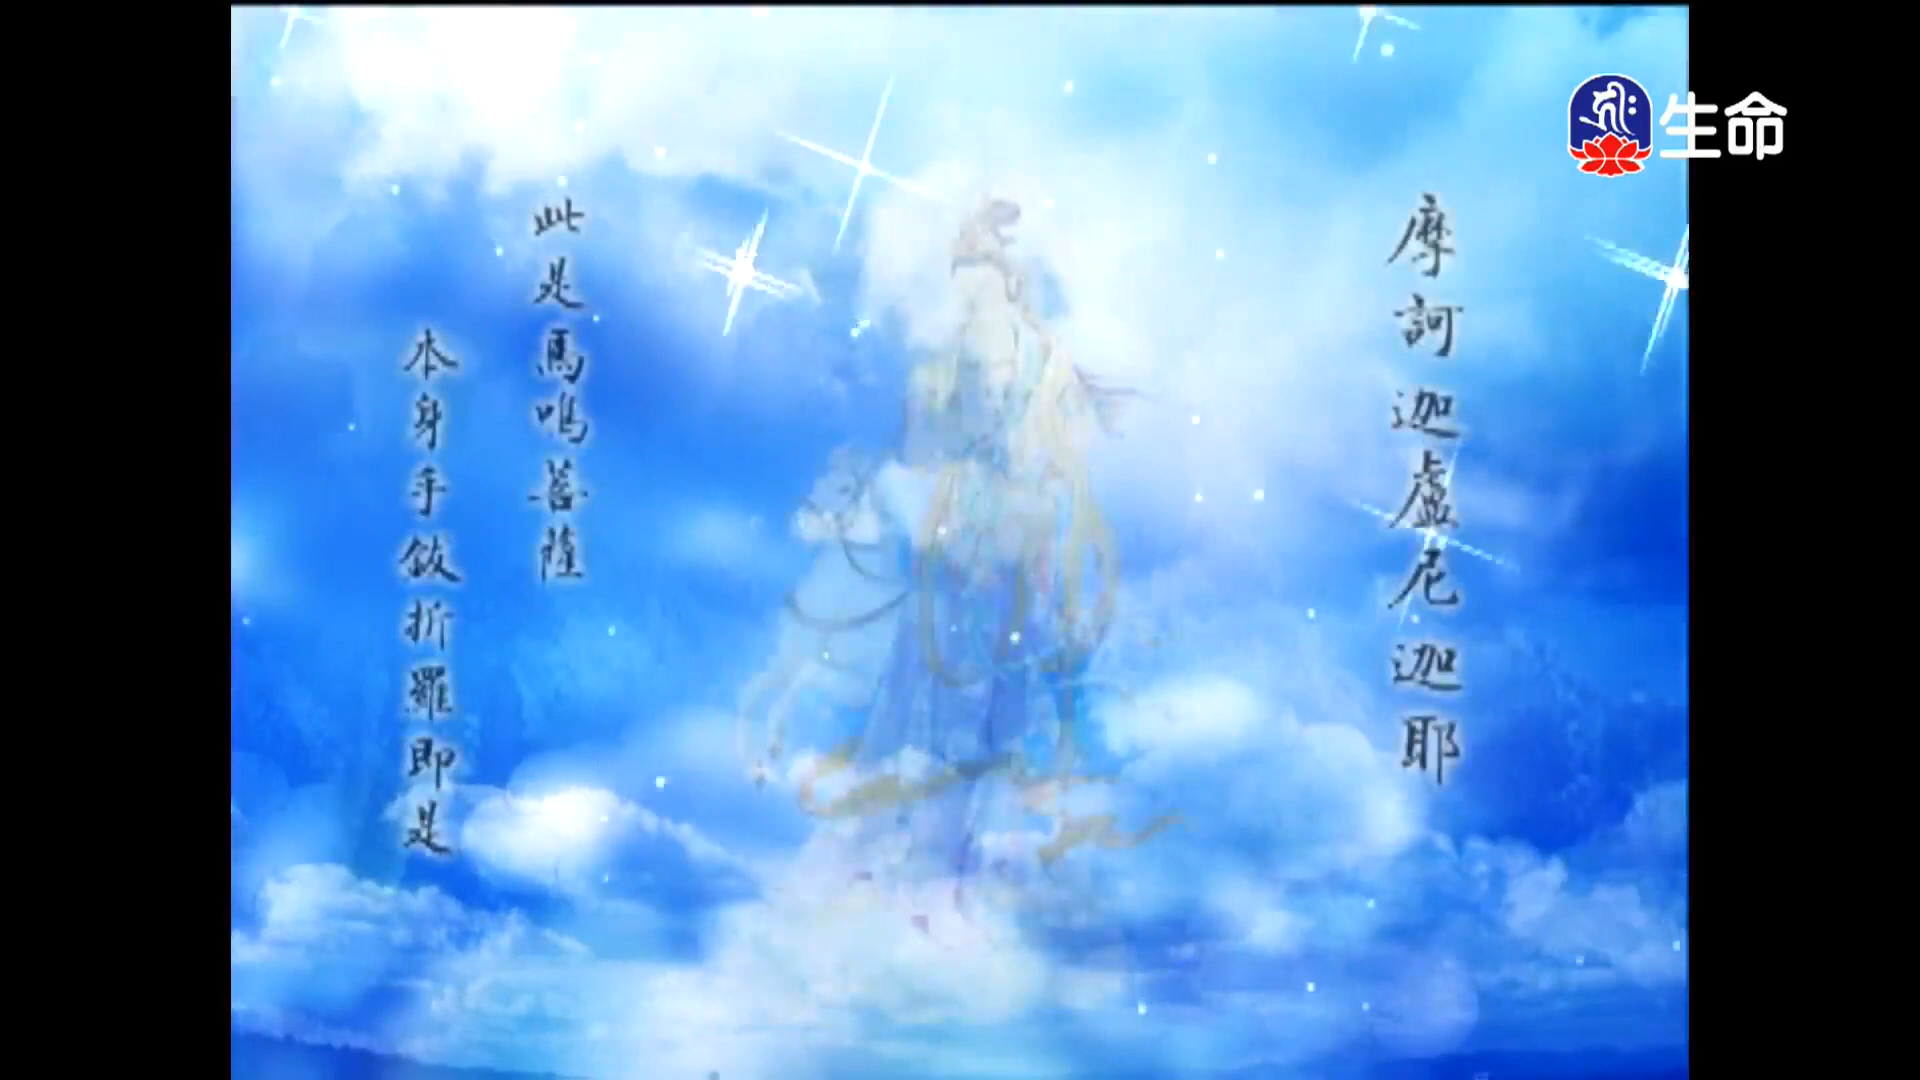 生命
摩訶迦盧尼迦耶
此是馬鳴菩薩
本身手鈸折羅即是